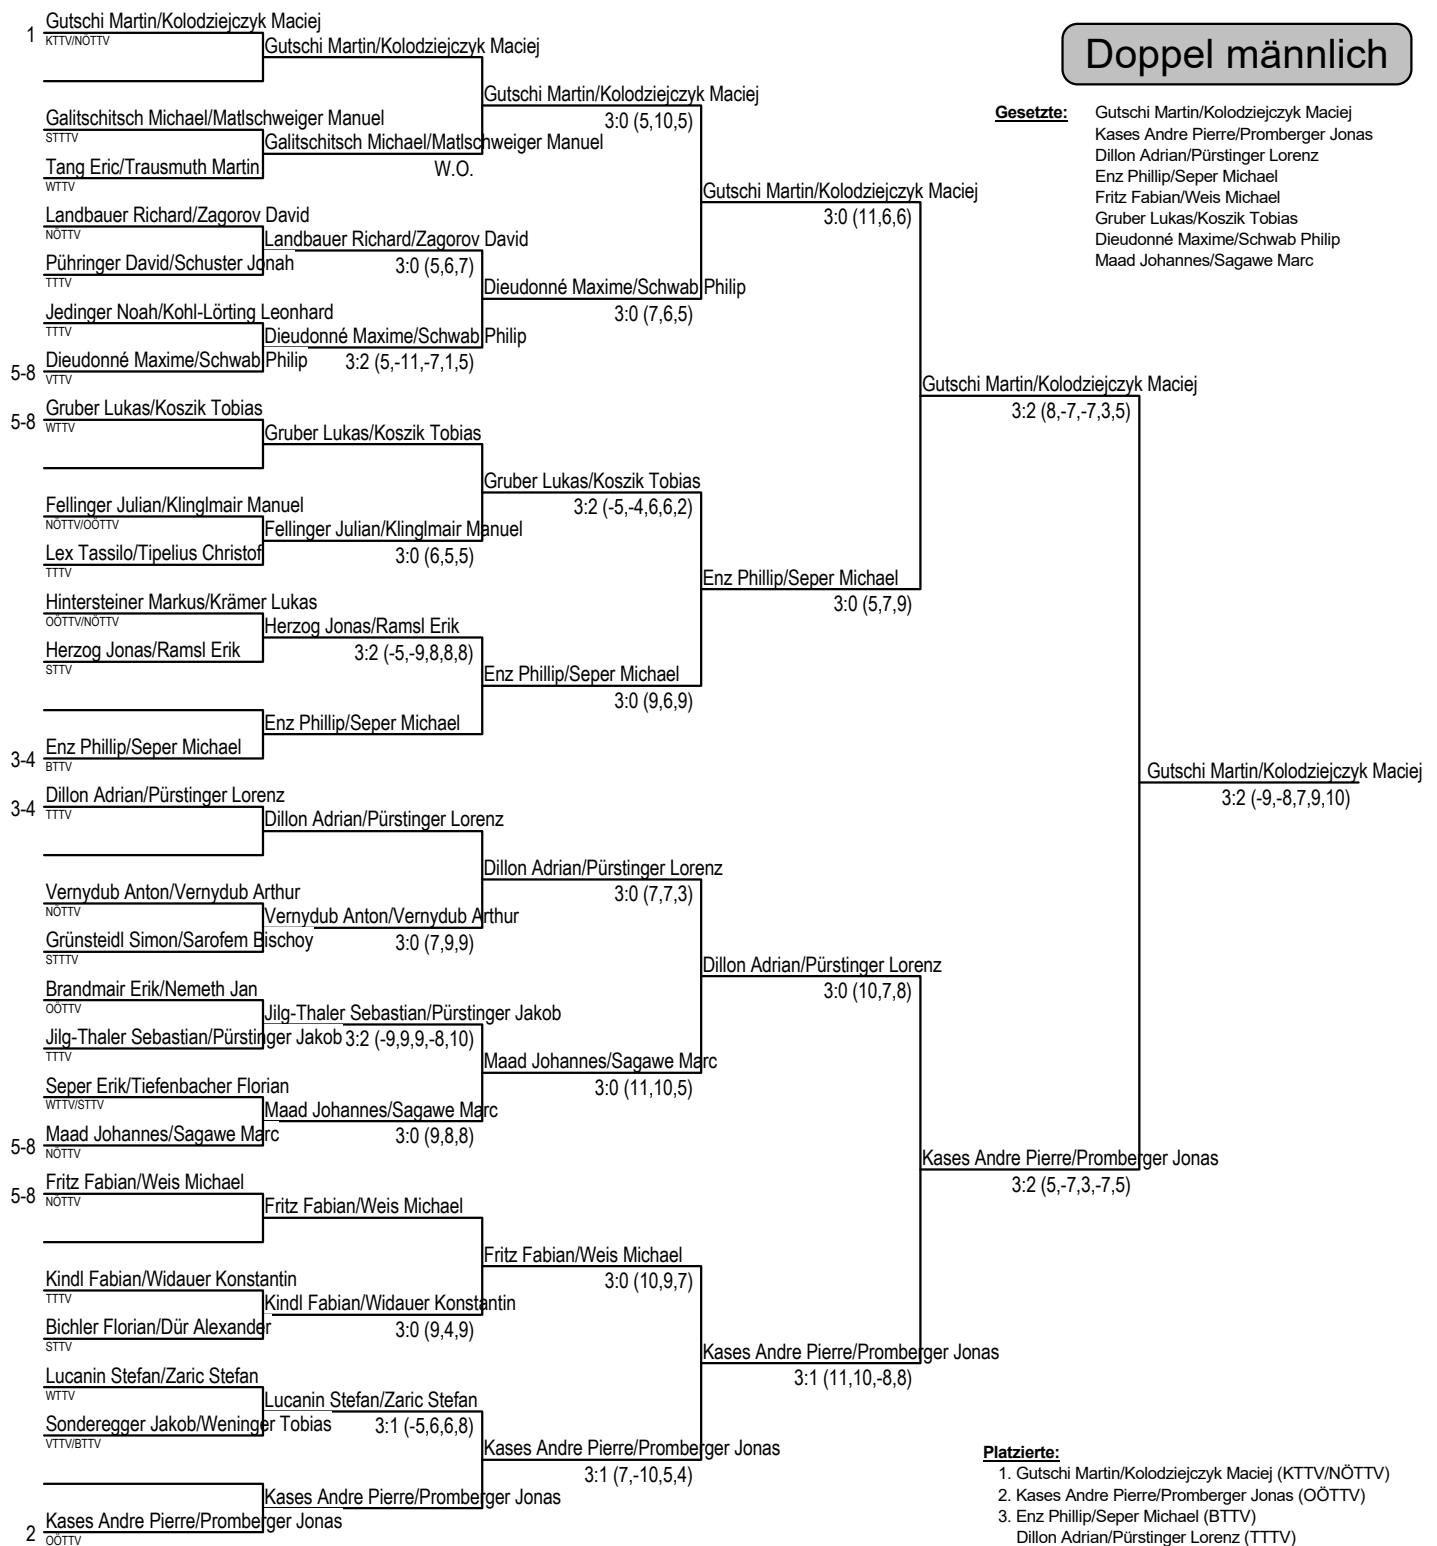 Doppel männlich
Gesetzte:
Gutschi Martin/Kolodziejczyk Maciej
Kases Andre Pierre/Promberger Jonas
Dillon Adrian/Pürstinger Lorenz
Enz Phillip/Seper Michael
Fritz Fabian/Weis Michael
Gruber Lukas/Koszik Tobias
Dieudonné Maxime/Schwab Philip
Maad Johannes/Sagawe Marc
1 Gutschi Martin/Kolodziejczyk Maciej
KTTV/NÖTTV
Galitschitsch Michael/Matlschweiger Manuel
STTTV
Tang Eric/Trausmuth Martin
WTTV
Landbauer Richard/Zagorov David
NÖTTV
Pühringer David/Schuster Jonah
TTTV
Jedinger Noah/Kohl-Lörting Leonhard
TTTV
5-8 Dieudonné Maxime/Schwab Philip
VTTV
5-8 Gruber Lukas/Koszik Tobias
WTTV
Fellinger Julian/Klinglmair Manuel
NÖTTV/OÖTTV
Lex Tassilo/Tipelius Christof
TTTV
Hintersteiner Markus/Krämer Lukas
OÖTTV/NÖTTV
Herzog Jonas/Ramsl Erik
STTV
3-4 Enz Phillip/Seper Michael
BTTV
3-4 Dillon Adrian/Pürstinger Lorenz
TTTV
Vernydub Anton/Vernydub Arthur
NÖTTV
Grünsteidl Simon/Sarofem Bischoy
STTTV
Brandmair Erik/Nemeth Jan
OÖTTV
Jilg-Thaler Sebastian/Pürstinger Jakob
TTTV
Seper Erik/Tiefenbacher Florian
WTTV/STTV
5-8 Maad Johannes/Sagawe Marc
NÖTTV
5-8 Fritz Fabian/Weis Michael
NÖTTV
Kindl Fabian/Widauer Konstantin
TTTV
Bichler Florian/Dür Alexander
STTV
Lucanin Stefan/Zaric Stefan
WTTV
Sonderegger Jakob/Weninger Tobias
VTTV/BTTV
2 Kases Andre Pierre/Promberger Jonas
OÖTTV
Gutschi Martin/Kolodziejczyk Maciej
Galitschitsch Michael/Matlschweiger Manuel
W.O.
Landbauer Richard/Zagorov David
3:0 (5,6,7)
Dieudonné Maxime/Schwab Philip
3:2 (5,-11,-7,1,5)
Gruber Lukas/Koszik Tobias
Fellinger Julian/Klinglmair Manuel
3:0 (6,5,5)
Herzog Jonas/Ramsl Erik
3:2 (-5,-9,8,8,8)
Enz Phillip/Seper Michael
Dillon Adrian/Pürstinger Lorenz
Vernydub Anton/Vernydub Arthur
3:0 (7,9,9)
Jilg-Thaler Sebastian/Pürstinger Jakob
3:2 (-9,9,9,-8,10)
Maad Johannes/Sagawe Marc
3:0 (9,8,8)
Fritz Fabian/Weis Michael
Kindl Fabian/Widauer Konstantin
3:0 (9,4,9)
Lucanin Stefan/Zaric Stefan
3:1 (-5,6,6,8)
Kases Andre Pierre/Promberger Jonas
Gutschi Martin/Kolodziejczyk Maciej
3:0 (5,10,5)
Dieudonné Maxime/Schwab Philip
3:0 (7,6,5)
Gruber Lukas/Koszik Tobias
3:2 (-5,-4,6,6,2)
Enz Phillip/Seper Michael
3:0 (9,6,9)
Dillon Adrian/Pürstinger Lorenz
3:0 (7,7,3)
Maad Johannes/Sagawe Marc
3:0 (11,10,5)
Fritz Fabian/Weis Michael
3:0 (10,9,7)
Kases Andre Pierre/Promberger Jonas
3:1 (7,-10,5,4)
Gutschi Martin/Kolodziejczyk Maciej
3:0 (11,6,6)
Enz Phillip/Seper Michael
3:0 (5,7,9)
Dillon Adrian/Pürstinger Lorenz
3:0 (10,7,8)
Kases Andre Pierre/Promberger Jonas
3:1 (11,10,-8,8)
Gutschi Martin/Kolodziejczyk Maciej
3:2 (8,-7,-7,3,5)
Kases Andre Pierre/Promberger Jonas
3:2 (5,-7,3,-7,5)
Gutschi Martin/Kolodziejczyk Maciej
3:2 (-9,-8,7,9,10)
Platzierte:
1. Gutschi Martin/Kolodziejczyk Maciej (KTTV/NÖTTV)
2. Kases Andre Pierre/Promberger Jonas (OÖTTV)
3. Enz Phillip/Seper Michael (BTTV)
Dillon Adrian/Pürstinger Lorenz (TTTV)